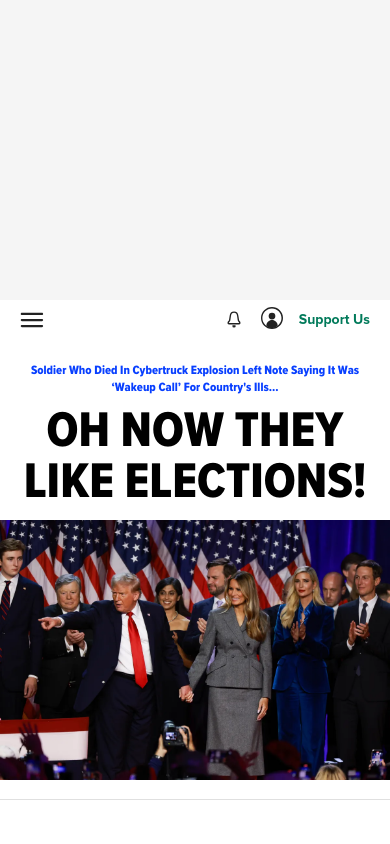 Support Us
Soldier Who Died In Cybertruck Explosion Left Note Saying It Was
‘Wakeup Call’ For Country's Ills...
OH NOW THEY
LIKE ELECTIONS!